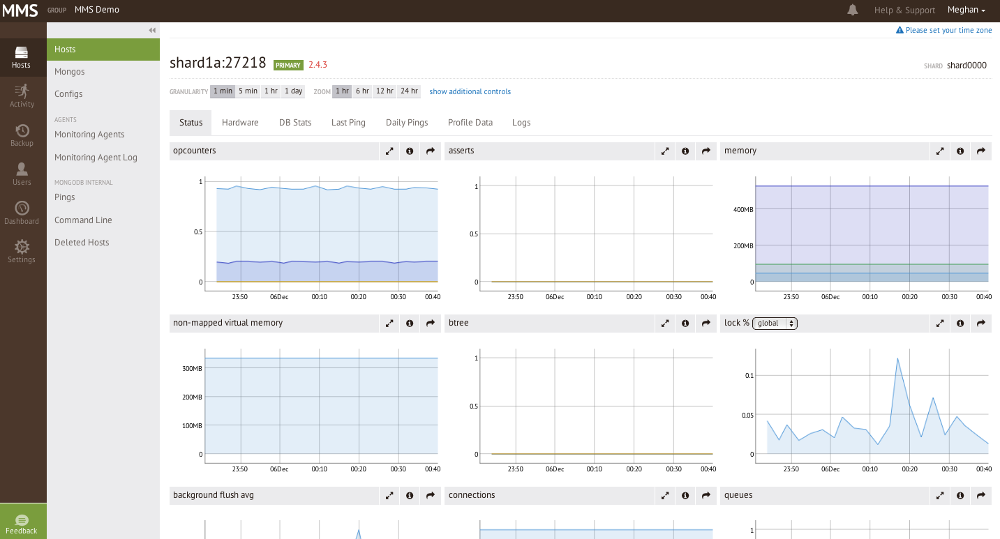 MMS GROUP MMS Demo Help & Support Meghan
Please set your time zone
Hosts
Activity
Backup
Users
Dashboard
Settings
Feedback
Hosts
Mongos
Configs
AGENTS
Monitoring Agents
Monitoring Agent Log
MONGODB INTERNAL
Pings
Command Line
Deleted Hosts
shard1a:27218 PRIMARY 2.4.3 SHARD shard0000
GRANULARITY 1 min 5 min 1 hr 1 day ZOOM 1 hr 6 hr 12 hr 24 hr show additional controls
Status Hardware DB Stats Last Ping Daily Pings Profile Data Logs
opcounters
1
0.5
0
23:50 06Dec 00:10 00:20 00:30 00:40
asserts
1
0.5
0
23:50 06Dec 00:10 00:20 00:30 00:40
memory
400MB
200MB
0
23:50 06Dec 00:10 00:20 00:30 00:40
non-mapped virtual memory
300MB
200MB
100MB
0
23:50 06Dec 00:10 00:20 00:30 00:40
btree
1
0.5
0
23:50 06Dec 00:10 00:20 00:30 00:40
lock % global
0.1
0.05
0
23:50 06Dec 00:10 00:20 00:30 00:40
background flush avg
connections
queues
1